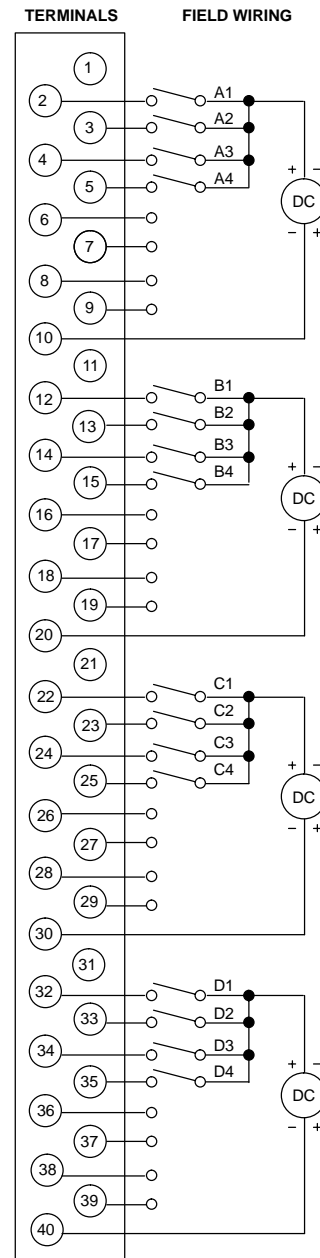 TERMINALS FIELD WIRING
1
2 A1
3 A2
+ −
4 A3
5 A4
DC
6
− +
7
8
9
10
11
12 B1
13 B2
14 B3
+ −
15 B4
DC
16
− +
17
18
19
20
21
22 C1
23 C2
24 C3
+ −
25 C4
DC
26
− +
27
28
29
30
31
32 D1
33 D2
34 D3
+ −
35 D4
DC
36
− +
37
38
39
40